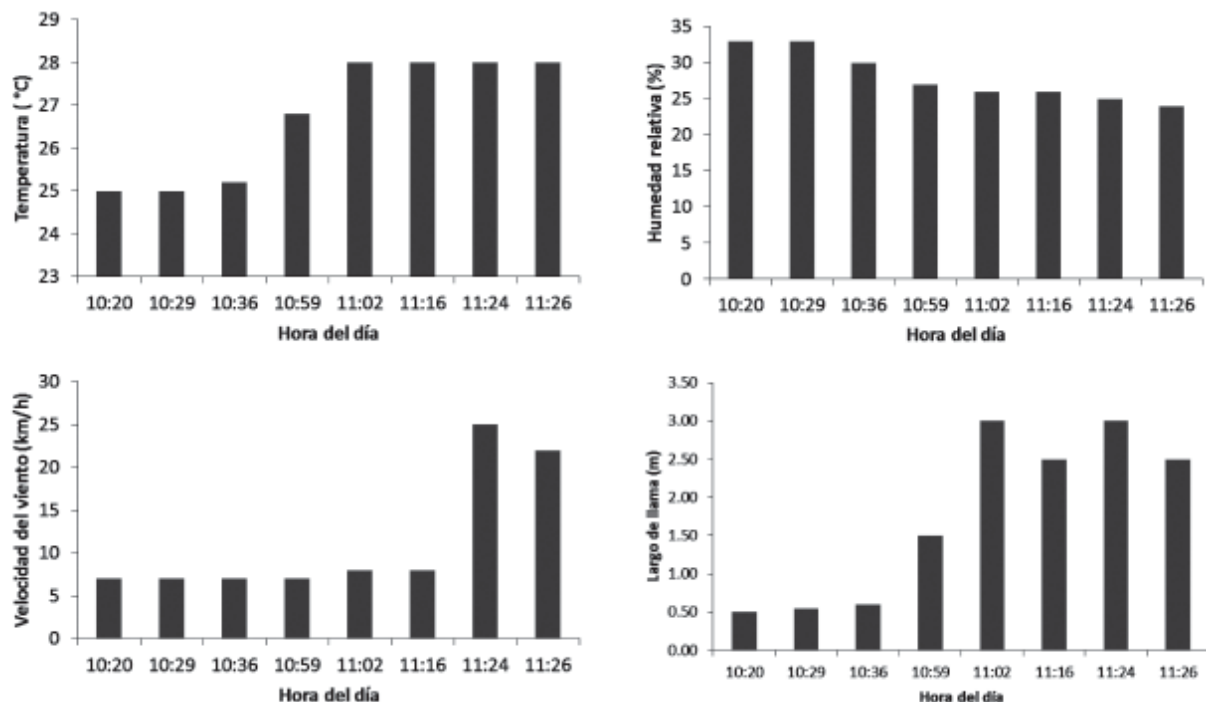 Temperatura ( °C)
29
28
27
26
25
24
23
10:20 10:29 10:36 10:59 11:02 11:16 11:24 11:26
Hora del día
Humedad relativa (%)
35
30
25
20
15
10
5
0
10:20 10:29 10:36 10:59 11:02 11:16 11:24 11:26
Hora del día
Velocidad del viento (km/h)
30
25
20
15
10
5
0
10:20 10:29 10:36 10:59 11:02 11:16 11:24 11:26
Hora del día
Largo de llama (m)
3.50
3.00
2.50
2.00
1.50
1.00
0.50
0.00
10:20 10:29 10:36 10:59 11:02 11:16 11:24 11:26
Hora del día